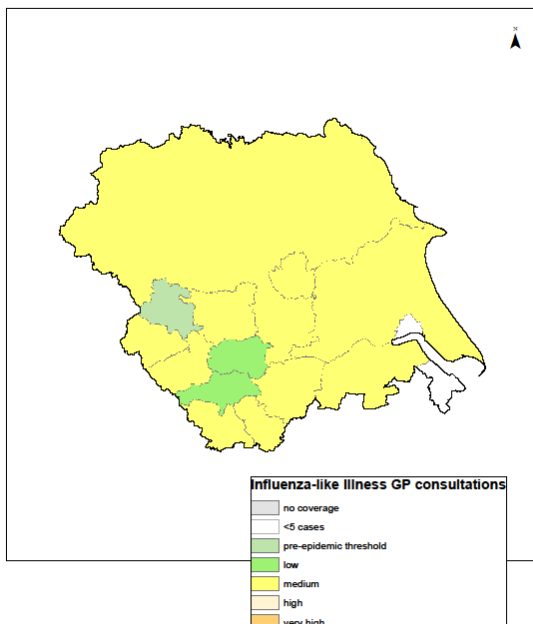 N
Influenza-like Illness GP consultations
no coverage
<5 cases
pre-epidemic threshold
low
medium
high
very high